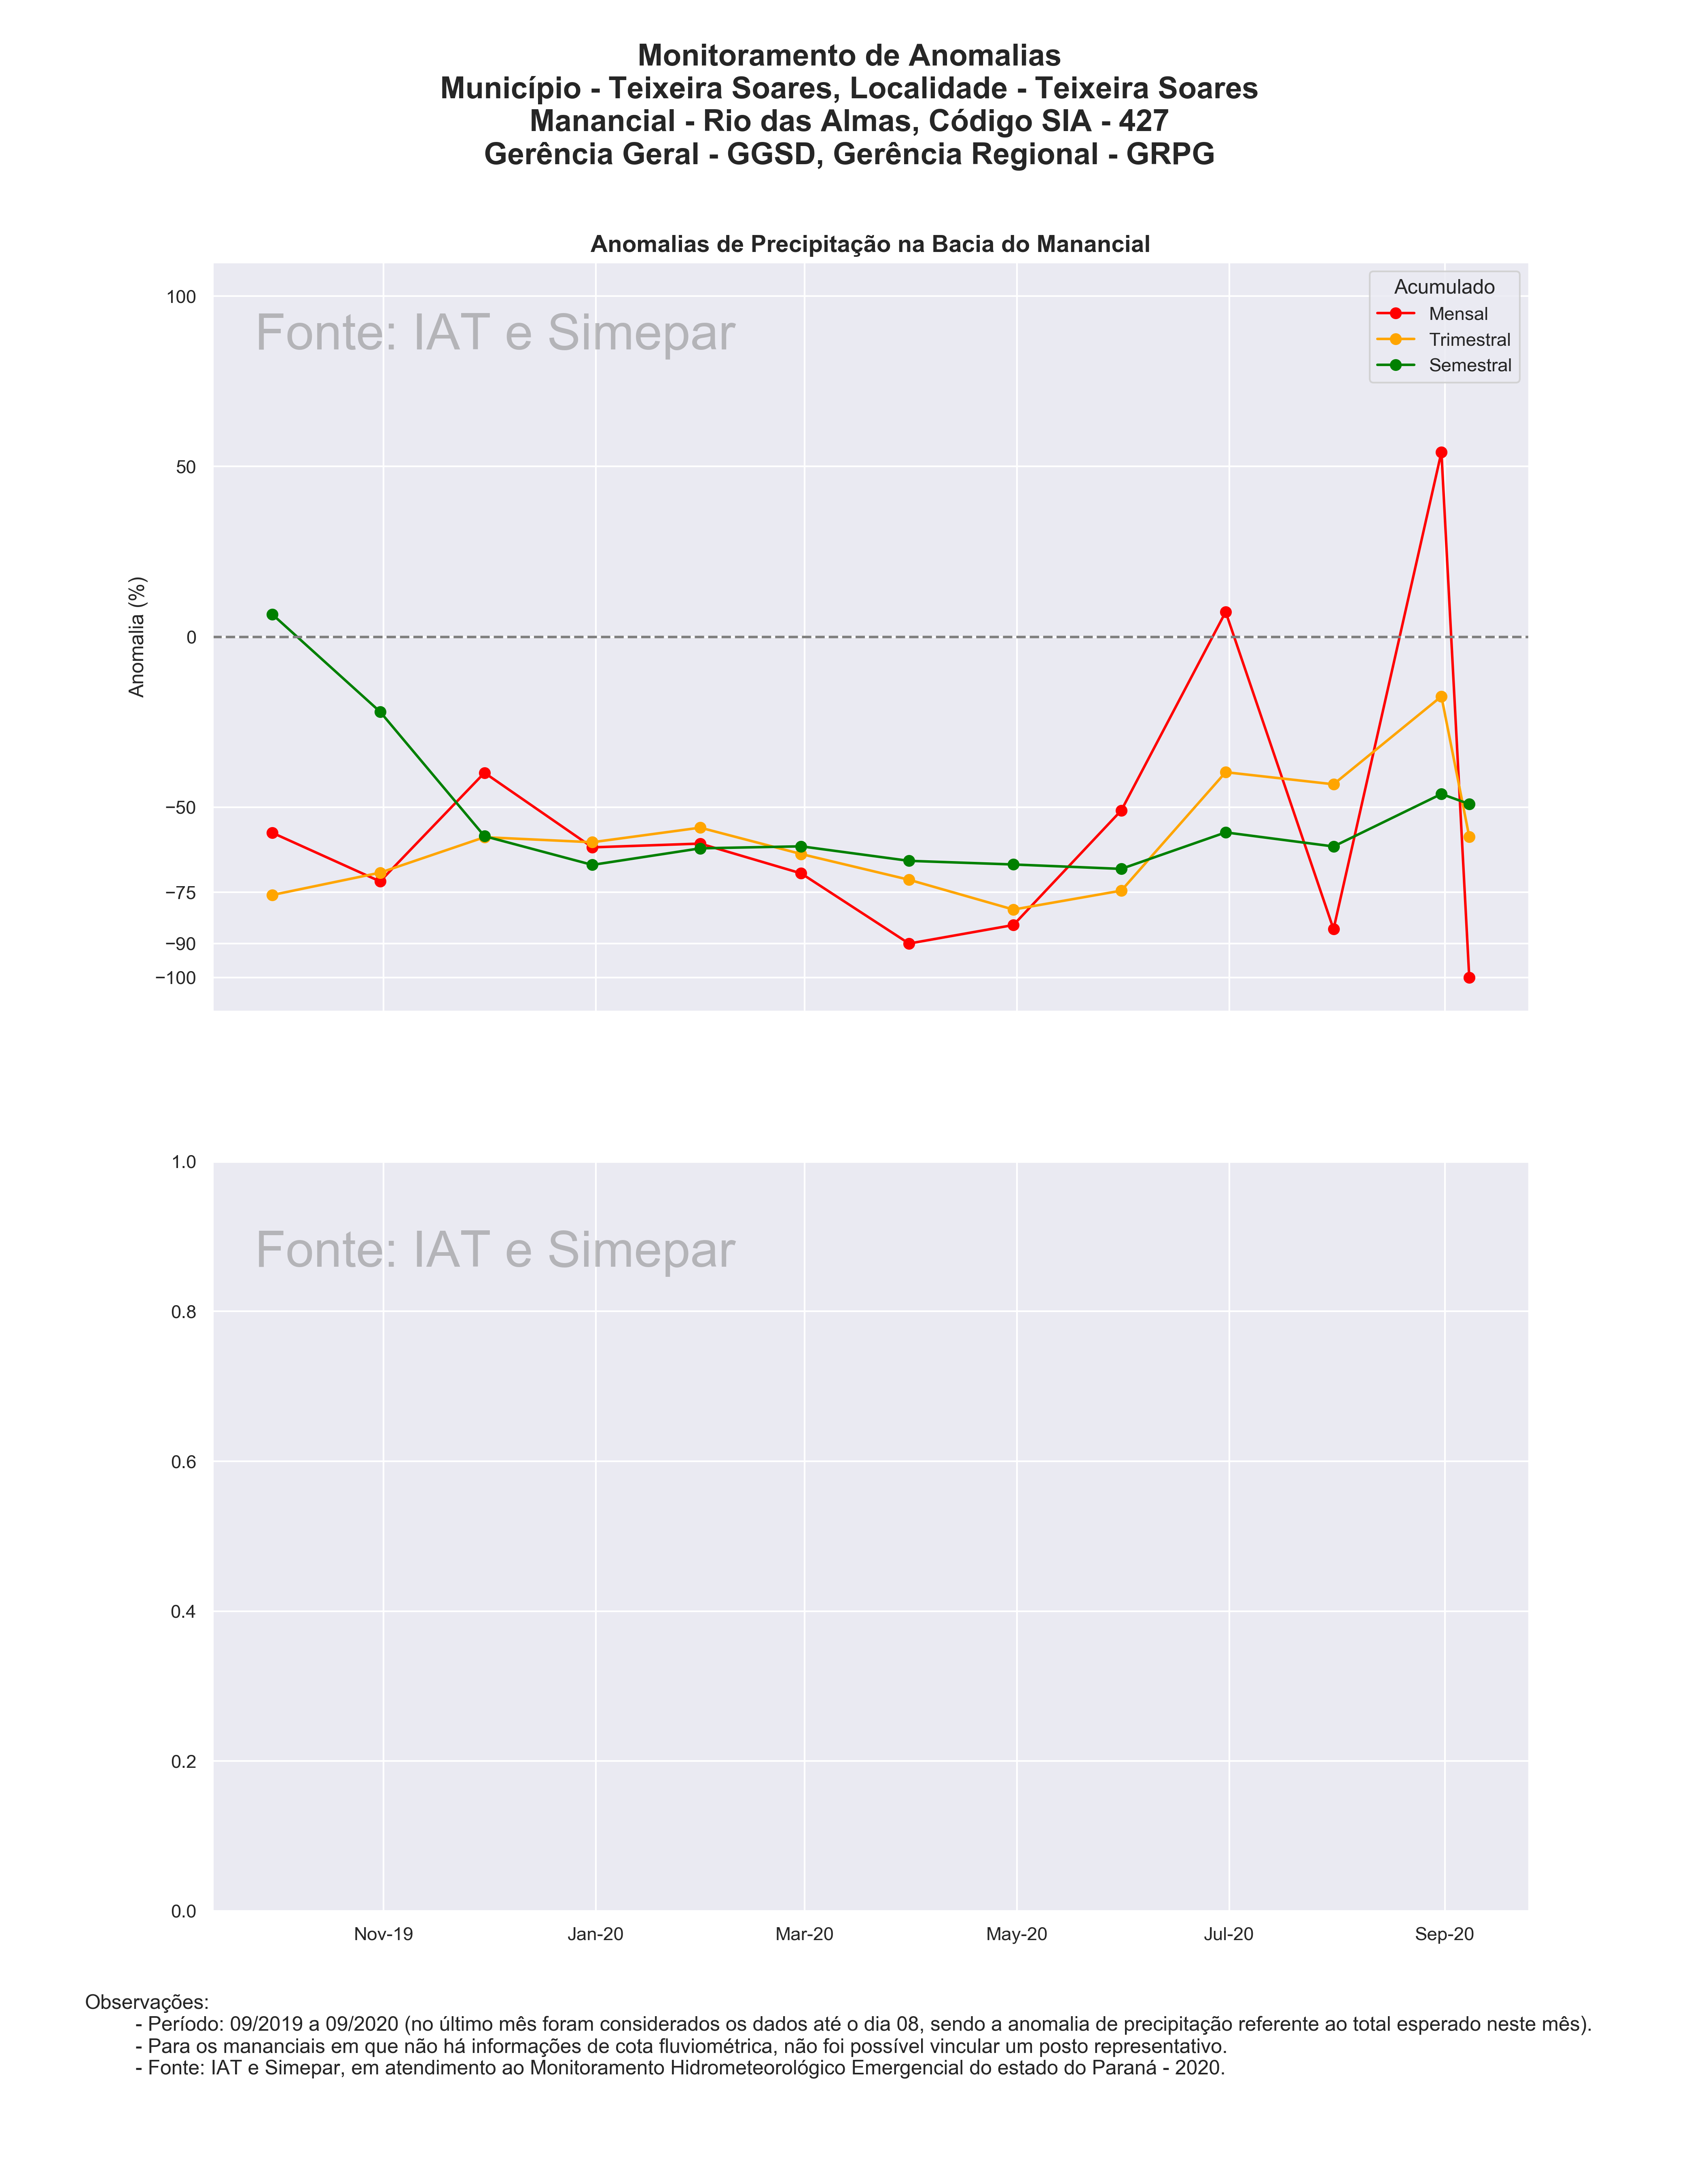 Monitoramento de Anomalias
Município - Teixeira Soares, Localidade - Teixeira Soares
Manancial - Rio das Almas, Código SIA - 427
Gerência Geral - GGSD, Gerência Regional - GRPG
Anomalias de Precipitação na Bacia do Manancial
Fonte: IAT e Simepar
Acumulado
Mensal
Trimestral
Semestral
Anomalia (%)
100
50
0
−50
−75
−90
−100
Fonte: IAT e Simepar
1.0
0.8
0.6
0.4
0.2
0.0
Nov-19 Jan-20 Mar-20 May-20 Jul-20 Sep-20
Observações:
- Período: 09/2019 a 09/2020 (no último mês foram considerados os dados até o dia 08, sendo a anomalia de precipitação referente ao total esperado neste mês).
- Para os mananciais em que não há informações de cota fluviométrica, não foi possível vincular um posto representativo.
- Fonte: IAT e Simepar, em atendimento ao Monitoramento Hidrometeorológico Emergencial do estado do Paraná - 2020.